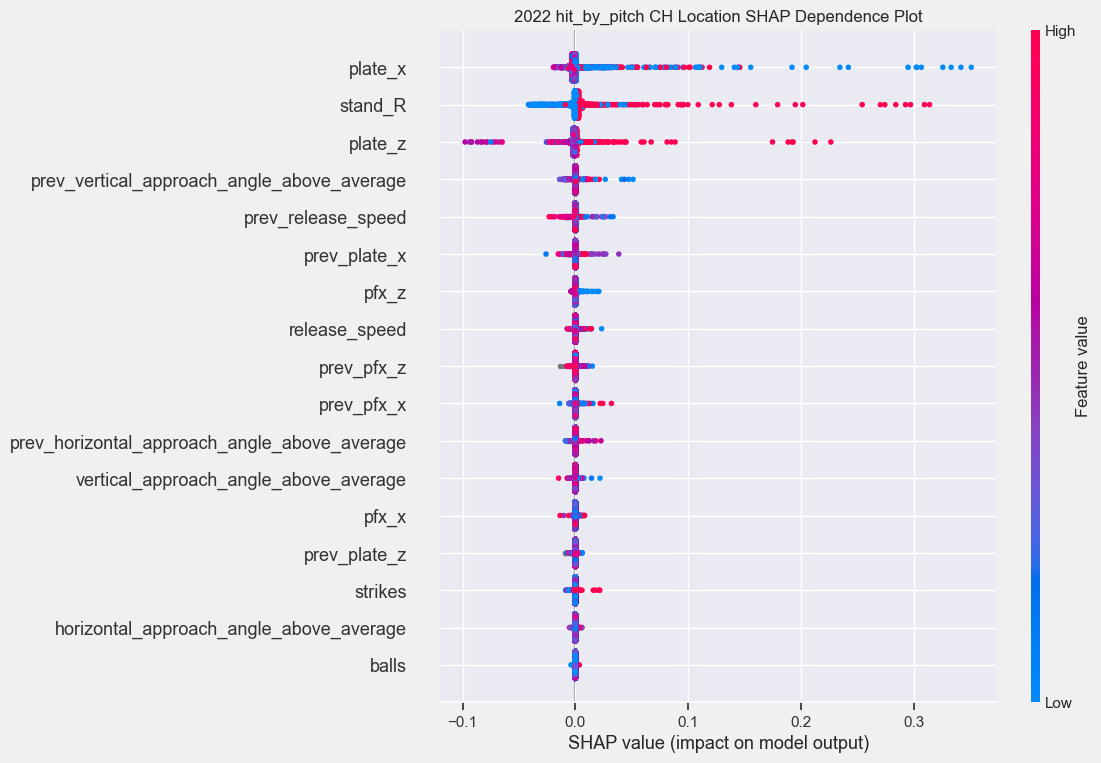 2022 hit_by_pitch CH Location SHAP Dependence Plot
High
plate_x
stand_R
plate_z
prev_vertical_approach_angle_above_average
prev_release_speed
prev_plate_x
pfx_z
release_speed
prev_pfx_z
prev_pfx_x
prev_horizontal_approach_angle_above_average
vertical_approach_angle_above_average
pfx_x
prev_plate_z
strikes
horizontal_approach_angle_above_average
balls
Feature value
Low
−0.1 0.0 0.1 0.2 0.3
SHAP value (impact on model output)